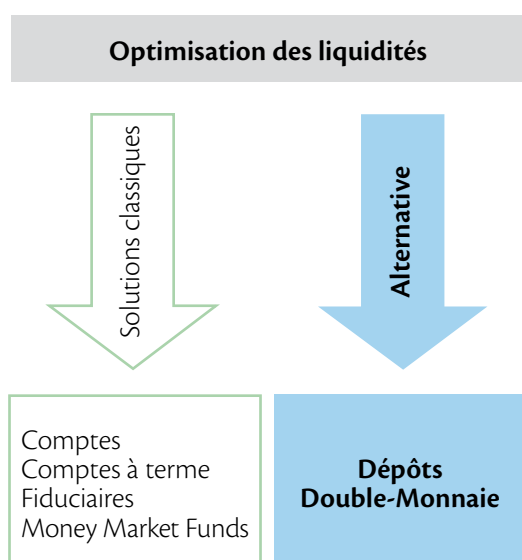 Optimisation des liquidités
Solutions classiques
Alternative
Comptes
Comptes à terme
Fiduciaires
Money Market Funds
Dépôts
Double-Monnaie